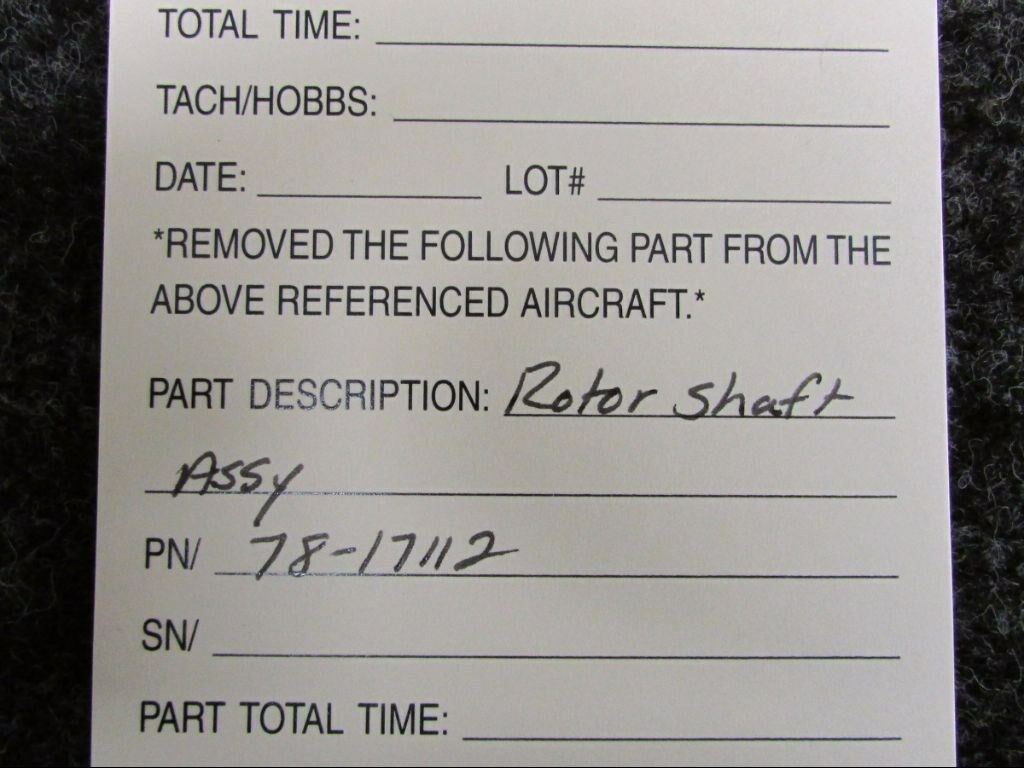 TOTAL TIME:
TACH/HOBBS:
DATE: LOT#
*REMOVED THE FOLLOWING PART FROM THE
ABOVE REFERENCED AIRCRAFT.*
PART DESCRIPTION: Rotor shaft
Assy
PN/ 78-17112
SN/
PART TOTAL TIME: